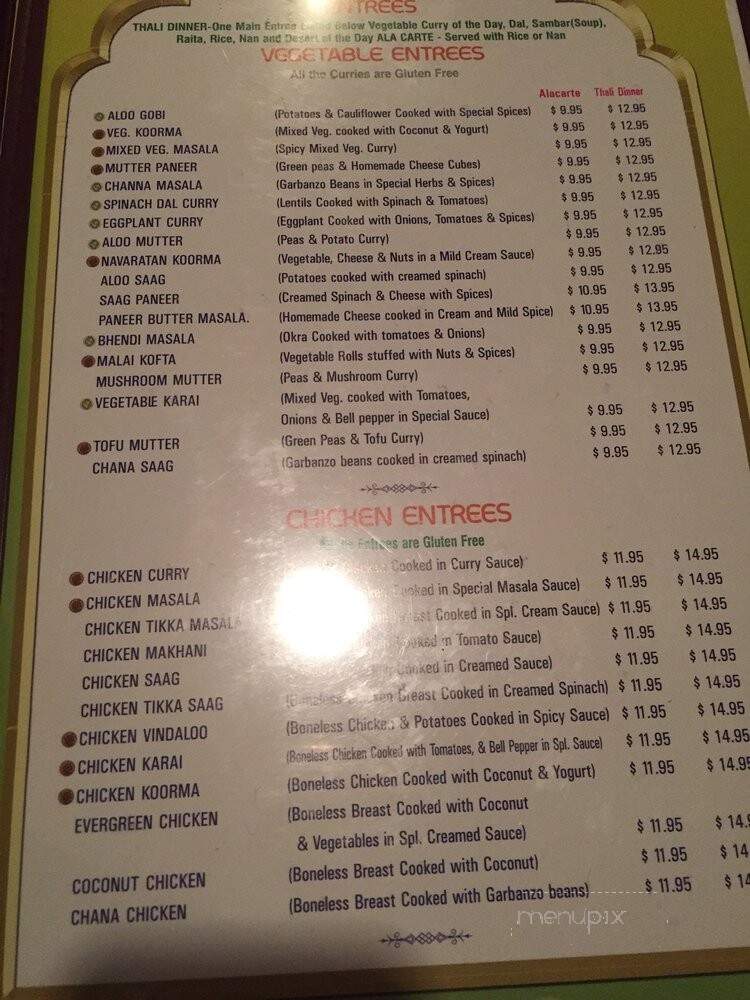 ENTREES
THALI DINNER-One Main Entree Below Vegetable Curry of the Day, Dal, Sambar(Soup),
Raita, Rice, Nan and Desert of the Day ALA CARTE - Served with Rice or Nan
VEGETABLE ENTREES
All the Curries are Gluten Free
Alacarte Thali Dinner
ALOO GOBI (Potatoes & Cauliflower Cooked with Special Spices) $ 9.95 $ 12.95
VEG. KOORMA (Mixed Veg. cooked with Coconut & Yogurt) $ 9.95 $ 12.95
MIXED VEG. MASALA (Spicy Mixed Veg. Curry) $ 9.95 $ 12.95
MUTTER PANEER (Green peas & Homemade Cheese Cubes) $ 9.95 $ 12.95
CHANNA MASALA (Garbanzo Beans in Special Herbs & Spices) $ 9.95 $ 12.95
SPINACH DAL CURRY (Lentils Cooked with Spinach & Tomatoes) $ 9.95 $ 12.95
EGGPLANT CURRY (Eggplant Cooked with Onions, Tomatoes & Spices) $ 9.95 $ 12.95
ALOO MUTTER (Peas & Potato Curry) $ 9.95 $ 12.95
NAVARATAN KOORMA (Vegetable, Cheese & Nuts in a Mild Cream Sauce) $ 9.95 $ 12.95
ALOO SAAG (Potatoes cooked with creamed spinach) $ 9.95 $ 12.95
SAAG PANEER (Creamed Spinach & Cheese with Spices) $ 10.95 $ 13.95
PANEER BUTTER MASALA. (Homemade Cheese cooked in Cream and Mild Spice) $ 10.95 $ 13.95
BHENDI MASALA (Okra Cooked with tomatoes & Onions) $ 9.95 $ 12.95
MALAI KOFTA (Vegetable Rolls stuffed with Nuts & Spices) $ 9.95 $ 12.95
MUSHROOM MUTTER (Peas & Mushroom Curry) $ 9.95 $ 12.95
VEGETABLE KARAI (Mixed Veg. cooked with Tomatoes,
Onions & Bell pepper in Special Sauce) $ 9.95 $ 12.95
TOFU MUTTER (Green Peas & Tofu Curry) $ 9.95 $ 12.95
CHANA SAAG (Garbanzo beans cooked in creamed spinach) $ 9.95 $ 12.95
CHICKEN ENTREES
Entrees are Gluten Free
CHICKEN CURRY Cooked in Curry Sauce) $ 11.95 $ 14.95
CHICKEN MASALA Cooked in Special Masala Sauce) $ 11.95 $ 14.95
CHICKEN TIKKA MASALA Cooked in Spl. Cream Sauce) $ 11.95 $ 14.95
CHICKEN MAKHANI Cooked in Tomato Sauce) $ 11.95 $ 14.95
CHICKEN SAAG Cooked in Creamed Sauce) $ 11.95 $ 14.95
CHICKEN TIKKA SAAG (Boneless Chicken Breast Cooked in Creamed Spinach) $ 11.95 $ 14.95
CHICKEN VINDALOO (Boneless Chicken & Potatoes Cooked in Spicy Sauce) $ 11.95 $ 14.95
CHICKEN KARAI (Boneless Chicken Cooked with Tomatoes, & Bell Pepper in Spl. Sauce) $ 11.95 $ 14.95
CHICKEN KOORMA (Boneless Chicken Cooked with Coconut & Yogurt) $ 11.95 $ 14.95
EVERGREEN CHICKEN (Boneless Breast Cooked with Coconut
& Vegetables in Spl. Creamed Sauce) $ 11.95 $ 14.9
COCONUT CHICKEN (Boneless Breast Cooked with Coconut) $ 11.95 $ 14
CHANA CHICKEN (Boneless Breast Cooked with Garbanzo beans) $ 11.95 $ 14
menupix